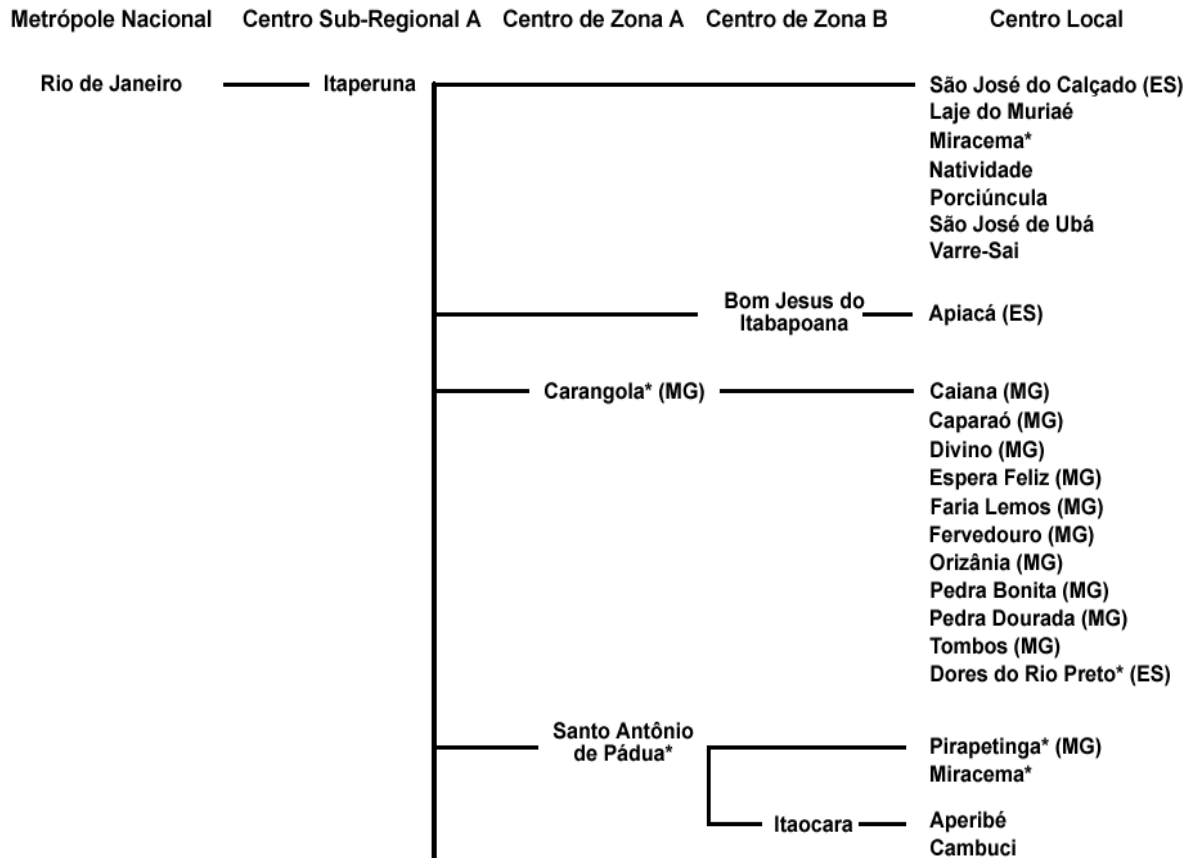 Metrópole Nacional Centro Sub-Regional A Centro de Zona A Centro de Zona B Centro Local
Rio de Janeiro Itaperuna São José do Calçado (ES)
Laje do Muriaé
Miracema*
Natividade
Porciúncula
São José de Ubá
Varre-Sai
Bom Jesus do
Itabapoana
Apiacá (ES)
Carangola* (MG) Caiana (MG)
Caparaó (MG)
Divino (MG)
Espera Feliz (MG)
Faria Lemos (MG)
Fervedouro (MG)
Orizânia (MG)
Pedra Bonita (MG)
Pedra Dourada (MG)
Tombos (MG)
Dores do Rio Preto* (ES)
Santo Antônio
de Pádua*
Pirapetinga* (MG)
Miracema*
Itaocara Aperibé
Cambuci